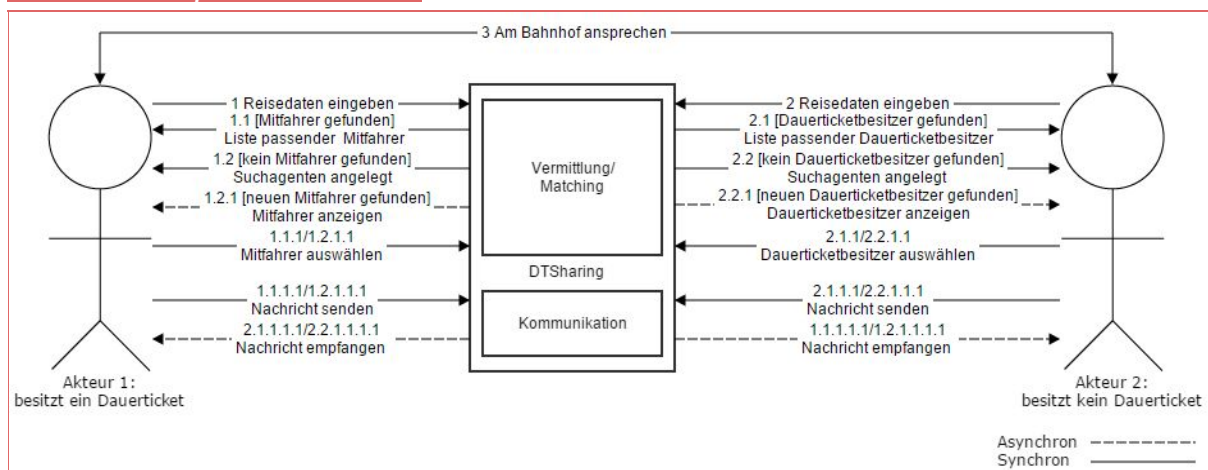 3 Am Bahnhof ansprechen
1 Reisedaten eingeben
1.1 [Mitfahrer gefunden]
Liste passender Mitfahrer
1.2 [kein Mitfahrer gefunden]
Suchagenten angelegt
1.2.1 [neuen Mitfahrer gefunden]
Mitfahrer anzeigen
1.1.1/1.2.1.1
Mitfahrer auswählen
1.1.1.1/1.2.1.1.1
Nachricht senden
2.1.1.1.1/2.2.1.1.1.1
Nachricht empfangen
Akteur 1:
besitzt ein Dauerticket
Vermittlung/
Matching
DTSharing
Kommunikation
2 Reisedaten eingeben
2.1 [Dauerticketbesitzer gefunden]
Liste passender Dauerticketbesitzer
2.2 [kein Dauerticketbesitzer gefunden]
Suchagenten angelegt
2.2.1 [neuen Dauerticketbesitzer gefunden]
Dauerticketbesitzer anzeigen
2.1.1/2.2.1.1
Dauerticketbesitzer auswählen
2.1.1.1/2.2.1.1.1
Nachricht senden
1.1.1.1.1/1.2.1.1.1.1
Nachricht empfangen
Akteur 2:
besitzt kein Dauerticket
Asynchron
Synchron